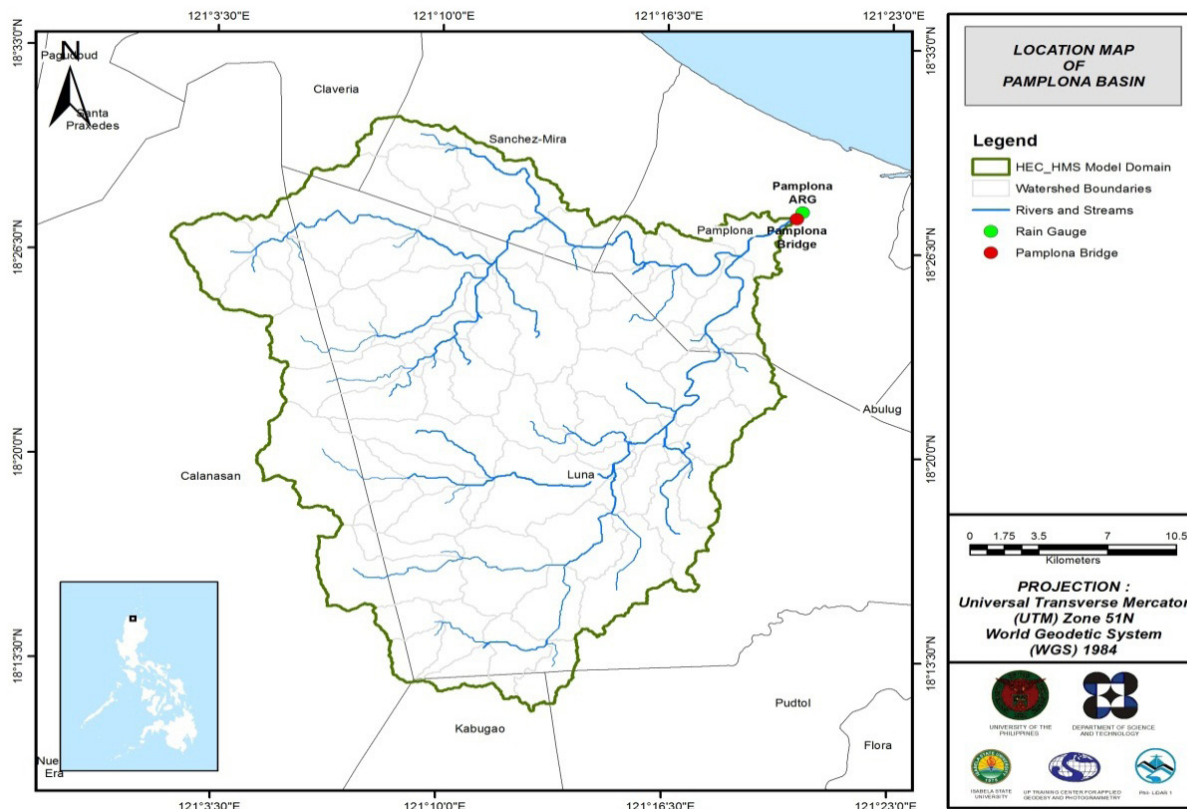 121°3'30"E
121°10'0"E
121°16'30"E
121°23'0"E
18°33'0"N
18°26'30"N
18°20'0"N
18°13'30"N
N
Pagudpud
Santa
Praxedes
Claveria
Sanchez-Mira
Pamplona
ARG
Pamplona
Pamplona
Bridge
Abulug
Calanasan
Luna
Kabugao
Pudtol
Flora
Nueva
Era
18°33'0"N
18°26'30"N
18°20'0"N
18°13'30"N
121°3'30"E
121°10'0"E
121°16'30"E
121°23'0"E
LOCATION MAP
OF
PAMPLONA BASIN
Legend
HEC_HMS Model Domain
Watershed Boundaries
Rivers and Streams
Rain Gauge
Pamplona Bridge
0 1.75 3.5 7 10.5
Kilometers
PROJECTION :
Universal Transverse Mercator
(UTM) Zone 51N
World Geodetic System
(WGS) 1984
UNIVERSITY OF THE
PHILIPPINES
DEPARTMENT OF SCIENCE
AND TECHNOLOGY
ISABELA STATE
UNIVERSITY
UP TRAINING CENTER FOR APPLIED
GEODESY AND PHOTOGRAMMETRY
Phil- LIDAR 1